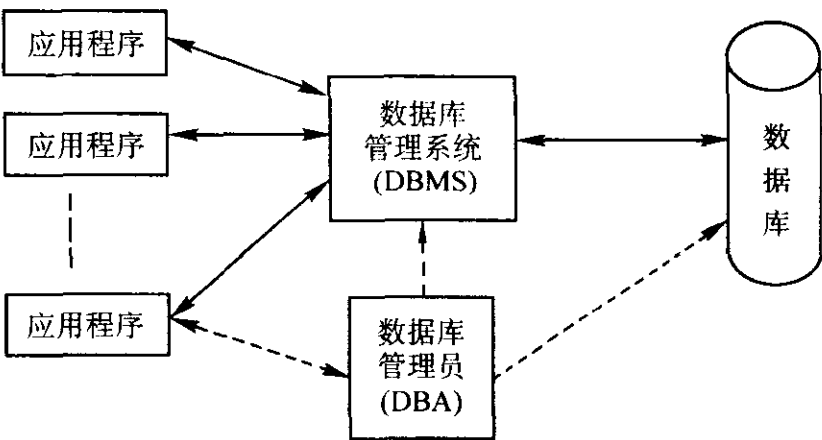 应用程序
应用程序
应用程序
数据库
管理系统
(DBMS)
数据库
管理员
(DBA)
数
据
库